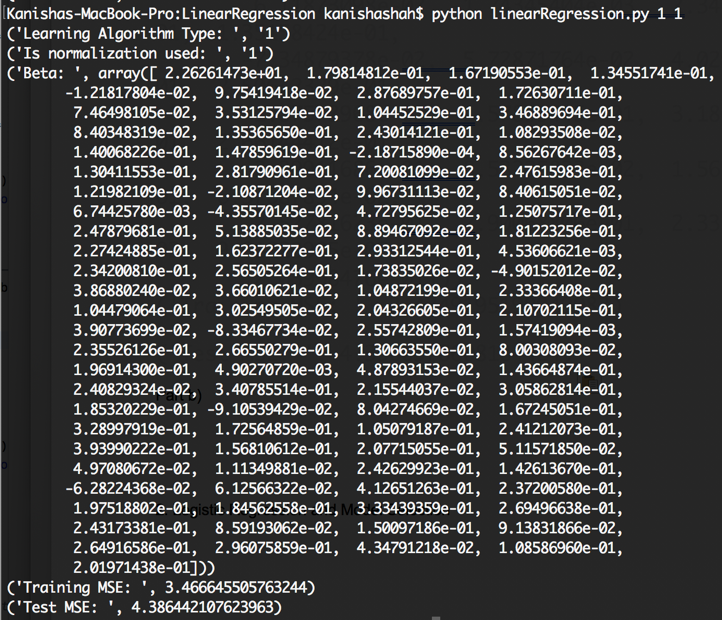 Kanishas-MacBook-Pro:LinearRegression kanishashah$ python linearRegression.py 1 1
('Learning Algorithm Type: ', '1')
('Is normalization used: ', '1')
('Beta: ', array([ 2.26261473e+01, 1.79814812e-01, 1.67190553e-01, 1.34551741e-01,
-1.21817804e-02, 9.75419418e-02, 2.87689757e-01, 1.72630711e-01,
7.46498105e-02, 3.53125794e-02, 1.04452529e-01, 3.46889694e-01,
8.40348319e-02, 1.35365650e-01, 2.43014121e-01, 1.08293508e-02,
1.40068226e-01, 1.47859619e-01, -2.18715890e-04, 8.56267642e-03,
1.30411553e-01, 2.81790961e-01, 7.20081099e-02, 2.47615983e-01,
1.21982109e-01, -2.10871204e-02, 9.96731113e-02, 8.40615051e-02,
6.74425780e-03, -4.35570145e-02, 4.72795625e-02, 1.25075717e-01,
2.47879681e-01, 5.13885035e-02, 8.89467092e-02, 1.81223256e-01,
2.27424885e-01, 1.62372277e-01, 2.93312544e-01, 4.53606621e-03,
2.34200810e-01, 2.56505264e-01, 1.73835026e-02, -4.90152012e-02,
3.86880240e-02, 3.66010621e-02, 1.04872199e-01, 2.33366408e-01,
1.04479064e-01, 3.02549505e-02, 2.04326605e-01, 2.10702115e-01,
3.90773699e-02, -8.33467734e-02, 2.55742809e-01, 1.57419094e-03,
2.35526126e-01, 2.66550279e-01, 1.30663550e-01, 8.00308093e-02,
1.96914300e-01, 4.90270720e-03, 4.87893153e-02, 1.43664874e-01,
2.40829324e-02, 3.40785514e-01, 2.15544037e-02, 3.05862814e-01,
1.85320229e-01, -9.10539429e-02, 8.04274669e-02, 1.67245051e-01,
3.28997919e-01, 1.72564859e-01, 1.05079187e-01, 2.41212073e-01,
3.93990222e-01, 1.56810612e-01, 2.07715055e-01, 5.11571850e-02,
4.97080672e-02, 1.11349881e-02, 2.42629923e-01, 1.42613670e-01,
-6.28224368e-02, 6.12566322e-02, 4.12651263e-01, 2.37200580e-01,
1.97518802e-01, 3.33439359e-01, 2.69496638e-01,
2.43173381e-01, 8.59193062e-02, 1.50097186e-01, 9.13831866e-02,
2.64916586e-01, 2.96075859e-01, 4.34791218e-02, 1.08586960e-01,
2.01971438e-01]))
('Training MSE: ', 3.466645505763244)
('Test MSE: ', 4.386442107623963)